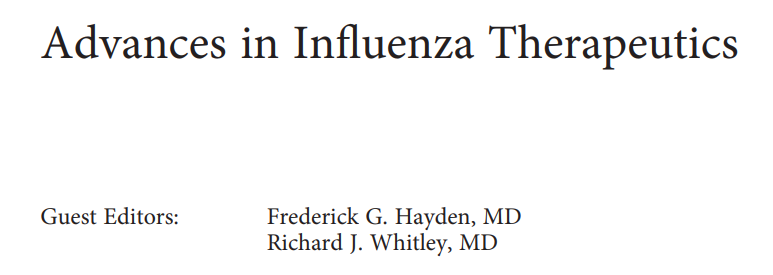 Advances in Influenza Therapeutics
Guest Editors: Frederick G. Hayden, MD
Richard J. Whitley, MD